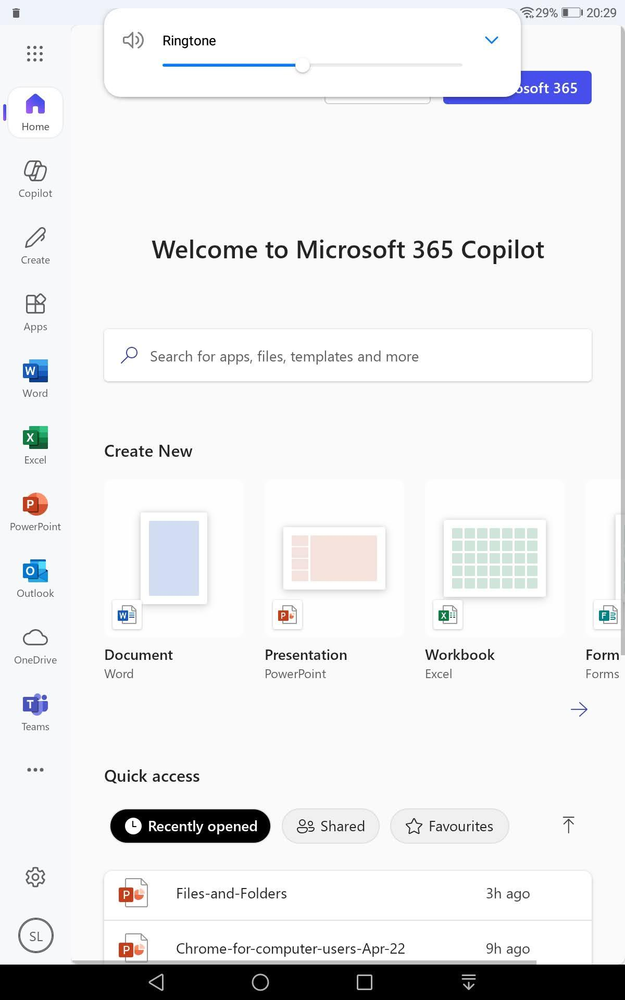 29% 20:29
Ringtone
osoft 365
Home
Copilot
Create
Apps
Word
Excel
PowerPoint
Outlook
OneDrive
Teams
SL
Welcome to Microsoft 365 Copilot
Search for apps, files, templates and more
Create New
Document
Word
Presentation
PowerPoint
Workbook
Excel
Form
Forms
Quick access
Recently opened Shared Favourites
Files-and-Folders 3h ago
Chrome-for-computer-users-Apr-22 9h ago